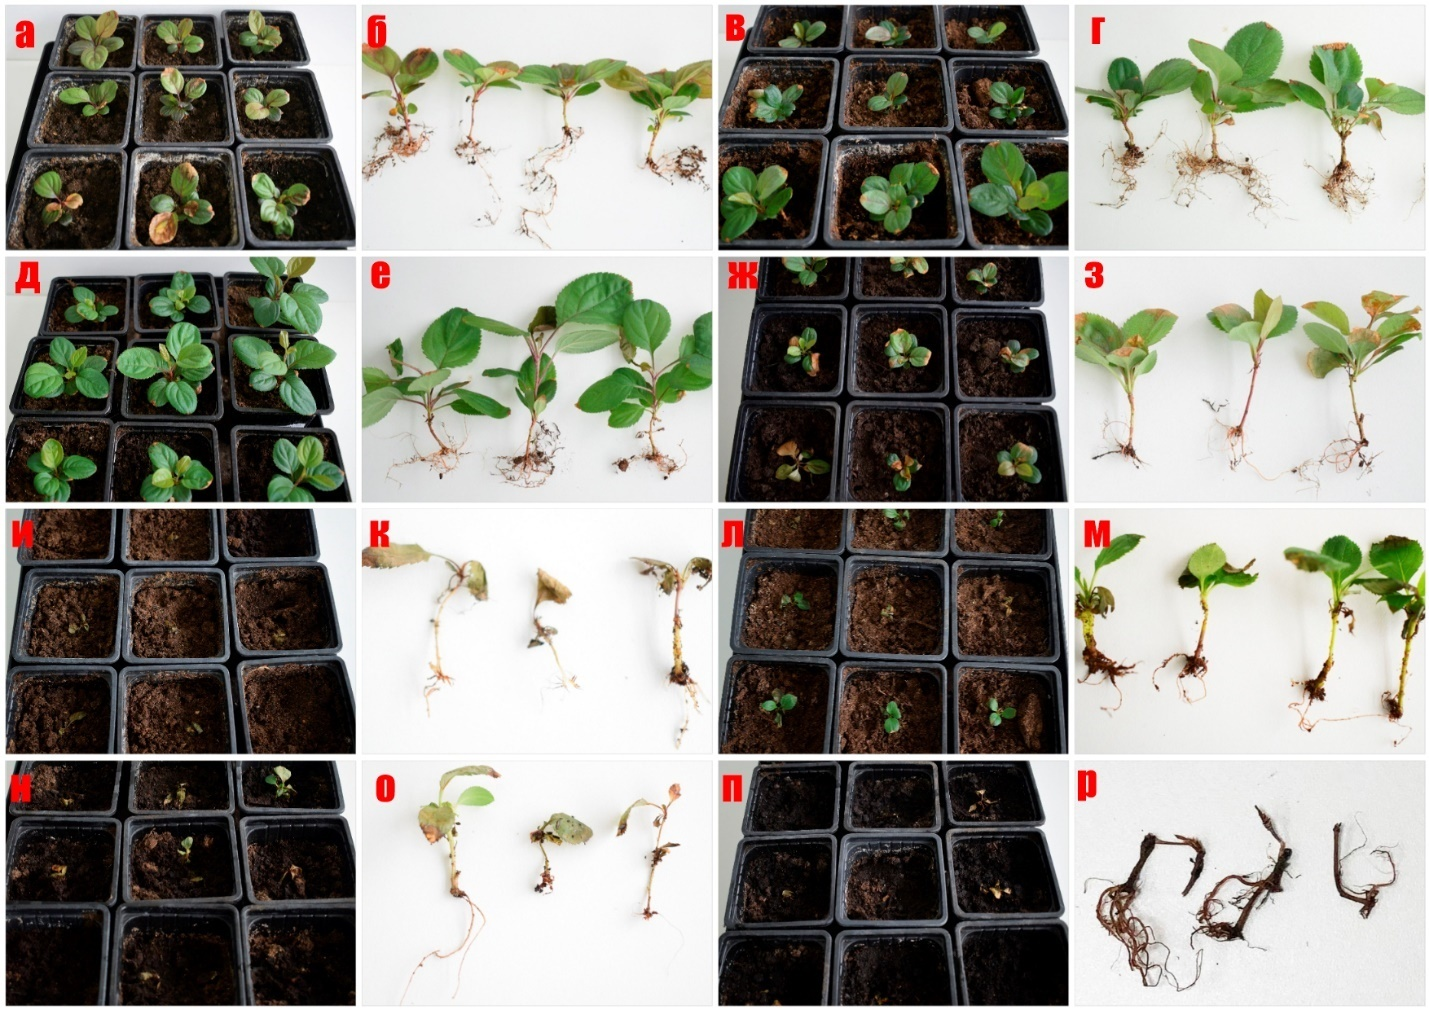 а
б
в
г
д
е
ж
з
и
к
л
м
н
о
п
р